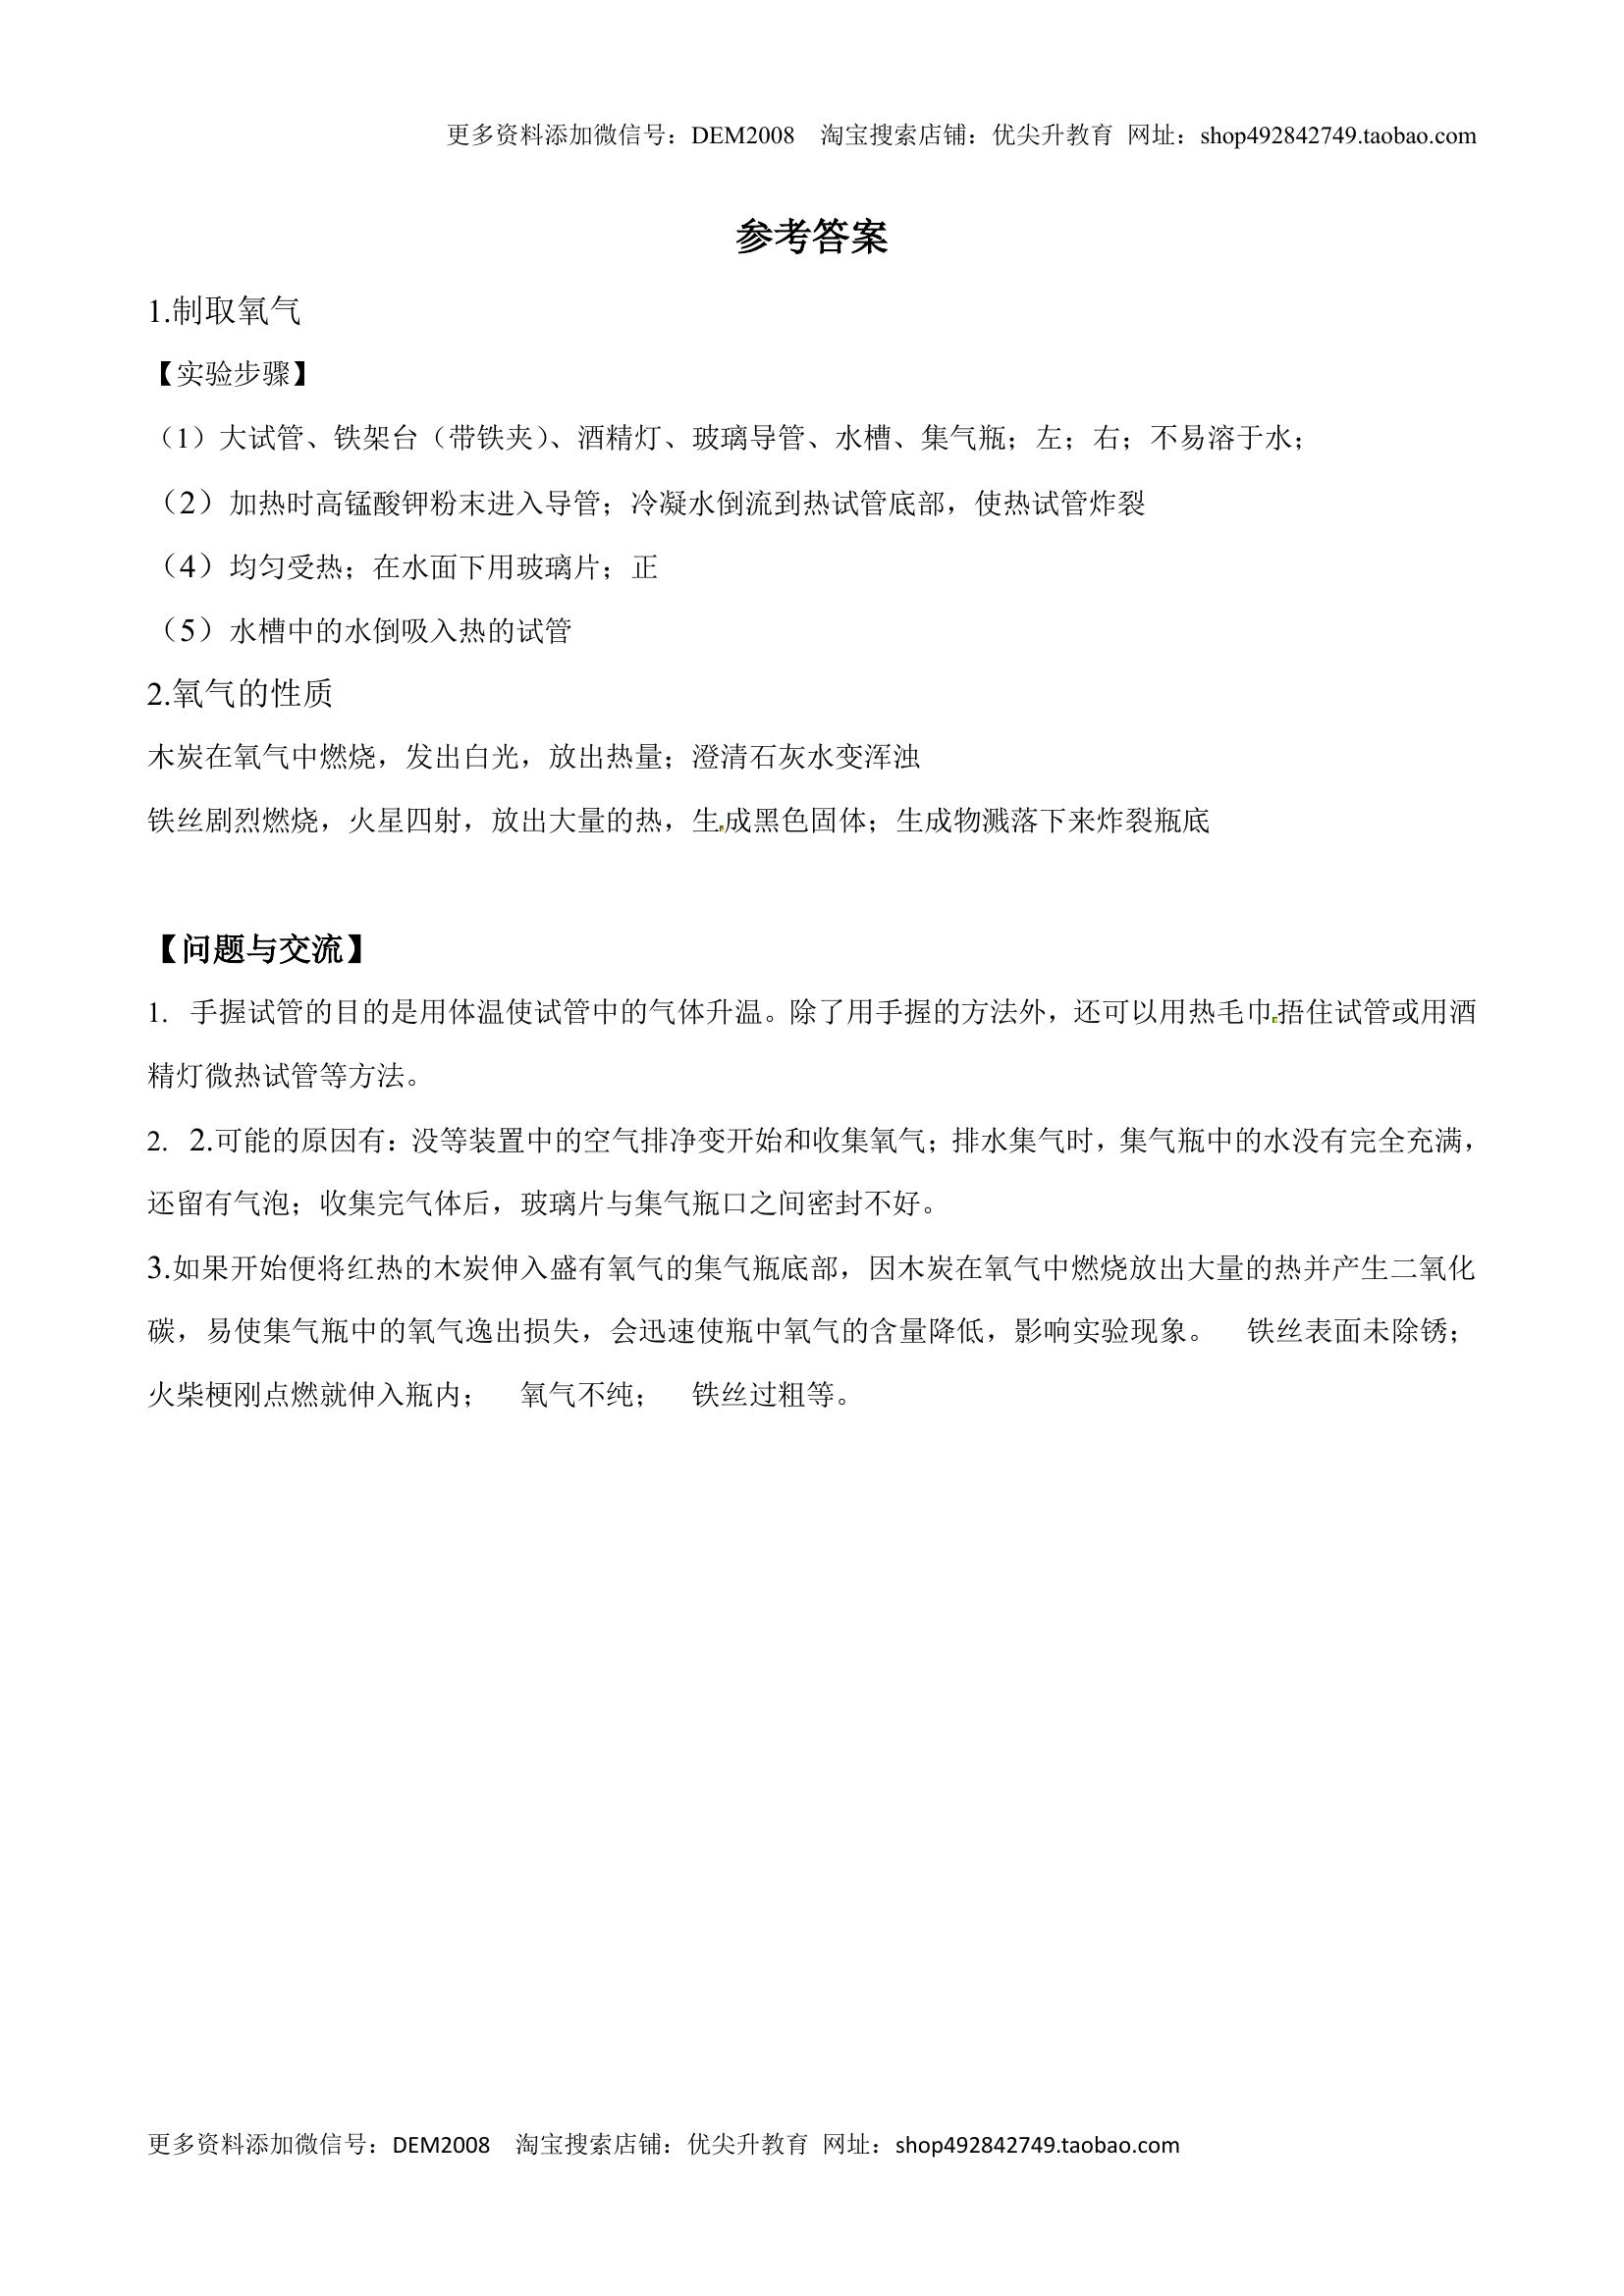 更多资料添加微信号：DEM2008　淘宝搜索店铺：优尖升教育 网址：shop492842749.taobao.com
参考答案
1.制取氧气
【实验步骤】
（1）大试管、铁架台（带铁夹）、酒精灯、玻璃导管、水槽、集气瓶；左；右；不易溶于水；
（2）加热时高锰酸钾粉末进入导管；冷凝水倒流到热试管底部，使热试管炸裂
（4）均匀受热；在水面下用玻璃片；正
（5）水槽中的水倒吸入热的试管
2.氧气的性质
木炭在氧气中燃烧，发出白光，放出热量；澄清石灰水变浑浊
铁丝剧烈燃烧，火星四射，放出大量的热，生成黑色固体；生成物溅落下来炸裂瓶底
【问题与交流】
1. 手握试管的目的是用体温使试管中的气体升温。除了用手握的方法外，还可以用热毛巾捂住试管或用酒
精灯微热试管等方法。
2. 2.可能的原因有：没等装置中的空气排净变开始和收集氧气；排水集气时，集气瓶中的水没有完全充满，
还留有气泡；收集完气体后，玻璃片与集气瓶口之间密封不好。
3.如果开始便将红热的木炭伸入盛有氧气的集气瓶底部，因木炭在氧气中燃烧放出大量的热并产生二氧化
碳，易使集气瓶中的氧气逸出损失，会迅速使瓶中氧气的含量降低，影响实验现象。　铁丝表面未除锈；
火柴梗刚点燃就伸入瓶内；　氧气不纯；　铁丝过粗等。
更多资料添加微信号：DEM2008　淘宝搜索店铺：优尖升教育 网址：shop492842749.taobao.com